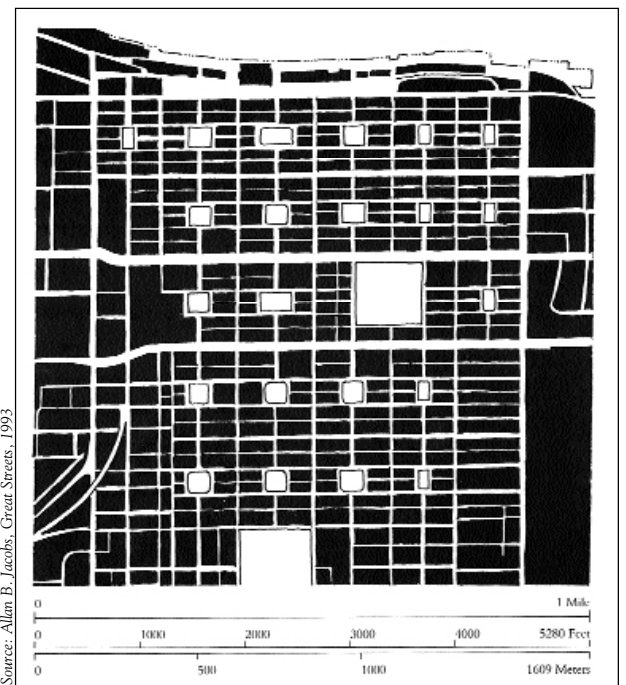 Source: Allan B. Jacobs, Great Streets, 1993
0 1 Mile
0 1000 2000 3000 4000 5280 Feet
0 500 1000 1609 Meters